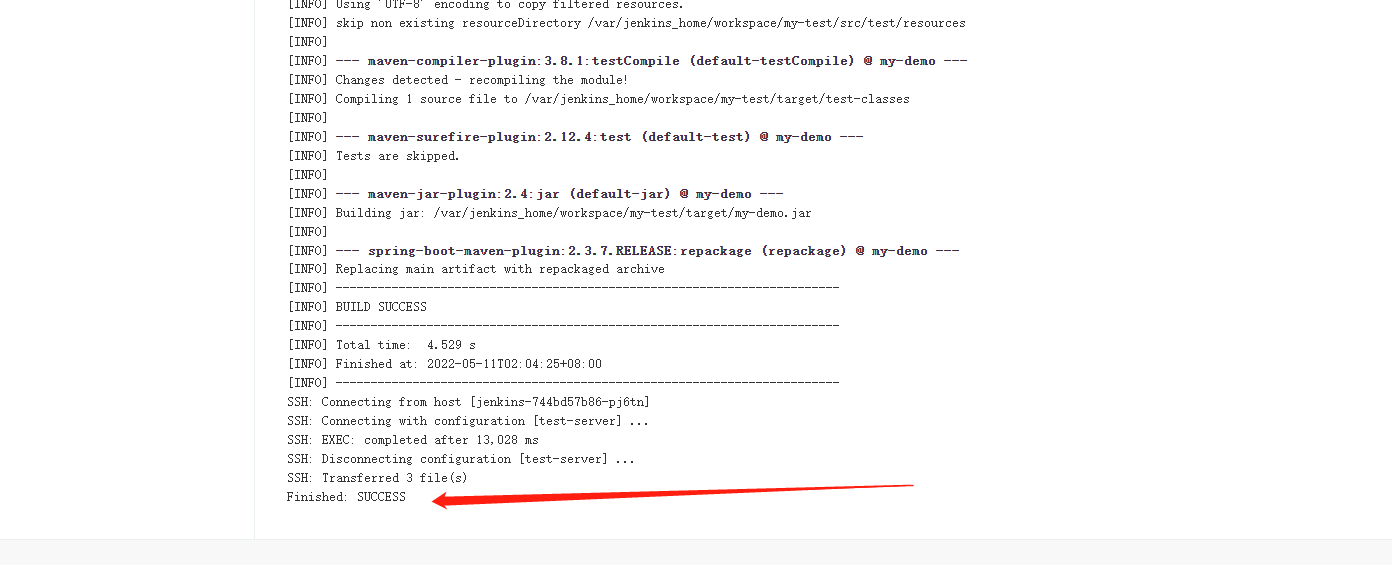 [INFO] Using 'UTF-8' encoding to copy filtered resources.
[INFO] skip non existing resourceDirectory /var/jenkins_home/workspace/my-test/src/test/resources
[INFO]
[INFO] --- maven-compiler-plugin:3.8.1:testCompile (default-testCompile) @ my-demo ---
[INFO] Changes detected - recompiling the module!
[INFO] Compiling 1 source file to /var/jenkins_home/workspace/my-test/target/test-classes
[INFO]
[INFO] --- maven-surefire-plugin:2.12.4:test (default-test) @ my-demo ---
[INFO] Tests are skipped.
[INFO]
[INFO] --- maven-jar-plugin:2.4:jar (default-jar) @ my-demo ---
[INFO] Building jar: /var/jenkins_home/workspace/my-test/target/my-demo.jar
[INFO]
[INFO] --- spring-boot-maven-plugin:2.3.7.RELEASE:repackage (repackage) @ my-demo ---
[INFO] Replacing main artifact with repackaged archive
[INFO] ------------------------------------------------------------------------
[INFO] BUILD SUCCESS
[INFO] ------------------------------------------------------------------------
[INFO] Total time:  4.529 s
[INFO] Finished at: 2022-05-11T02:04:25+08:00
[INFO] ------------------------------------------------------------------------
SSH: Connecting from host [jenkins-744bd57b86-pj6tn]
SSH: Connecting with configuration [test-server] ...
SSH: EXEC: completed after 13,028 ms
SSH: Disconnecting configuration [test-server] ...
SSH: Transferred 3 file(s)
Finished: SUCCESS